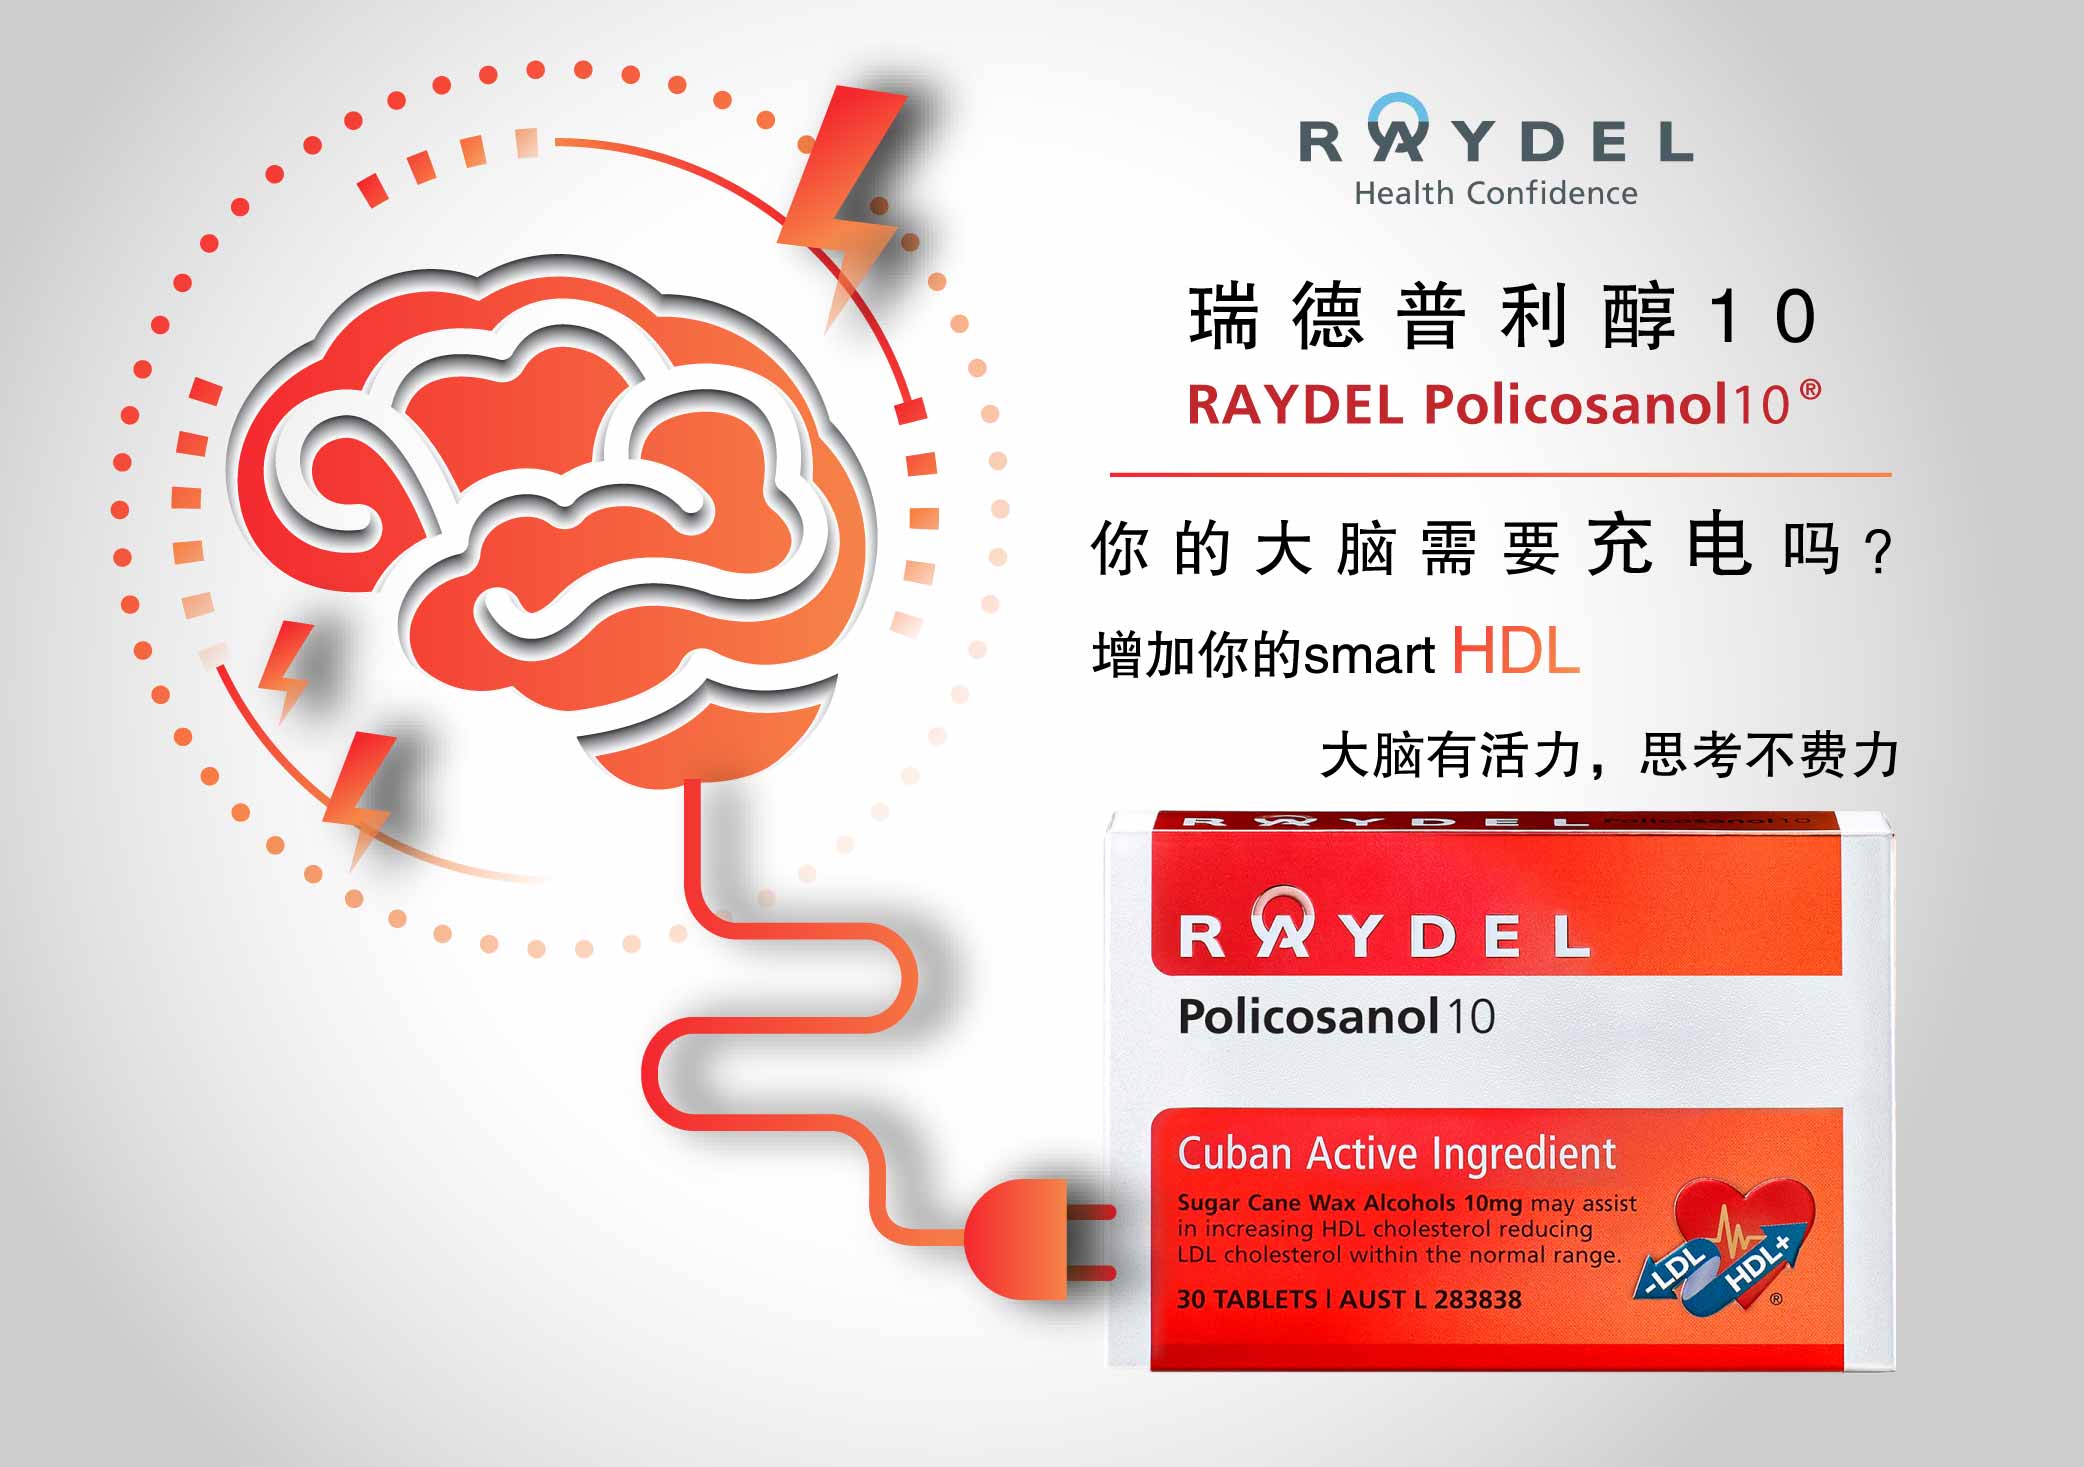 RAYDEL
Health Confidence
瑞德普利醇10
RAYDEL Policosanol10®
你的大脑需要充电吗?
增加你的smart HDL
大脑有活力，思考不费力
RAYDEL Policosanol10
RAYDEL
Policosanol10
Cuban Active Ingredient
Sugar Cane Wax Alcohols 10mg may assist
in increasing HDL cholesterol reducing
LDL cholesterol within the normal range.
30 TABLETS | AUST L 283838
-LDL HDL+
®